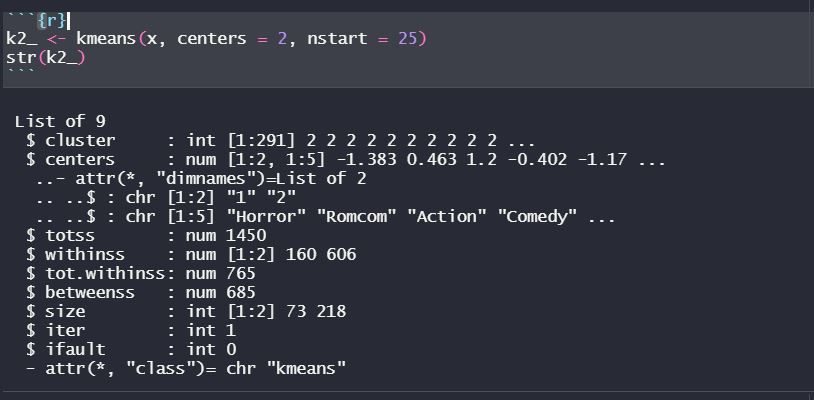 ```{r}
k2_ <- kmeans(x, centers = 2, nstart = 25)
str(k2_)
```
List of 9
 $ cluster     : int [1:291] 2 2 2 2 2 2 2 2 2 2 ...
 $ centers     : num [1:2, 1:5] -1.383 0.463 1.2 -0.402 -1.17 ...
  ..- attr(*, "dimnames")=List of 2
  .. ..$ : chr [1:2] "1" "2"
  .. ..$ : chr [1:5] "Horror" "Romcom" "Action" "Comedy" ...
 $ totss       : num 1450
 $ withinss    : num [1:2] 160 606
 $ tot.withinss: num 765
 $ betweenss   : num 685
 $ size        : int [1:2] 73 218
 $ iter        : int 1
 $ ifault      : int 0
 - attr(*, "class")= chr "kmeans"